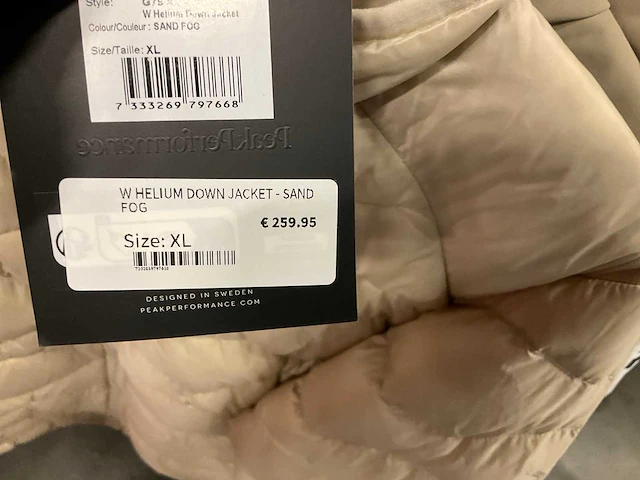 Style:
W Helium Down Jacket
Colour/Couleur : SAND FOG
Size/Taille: XL
7 333269 797668
PeakPerformance
W HELIUM DOWN JACKET - SAND
FOG
€ 259.95
Size: XL
DESIGNED IN SWEDEN
PEAKPERFORMANCE.COM